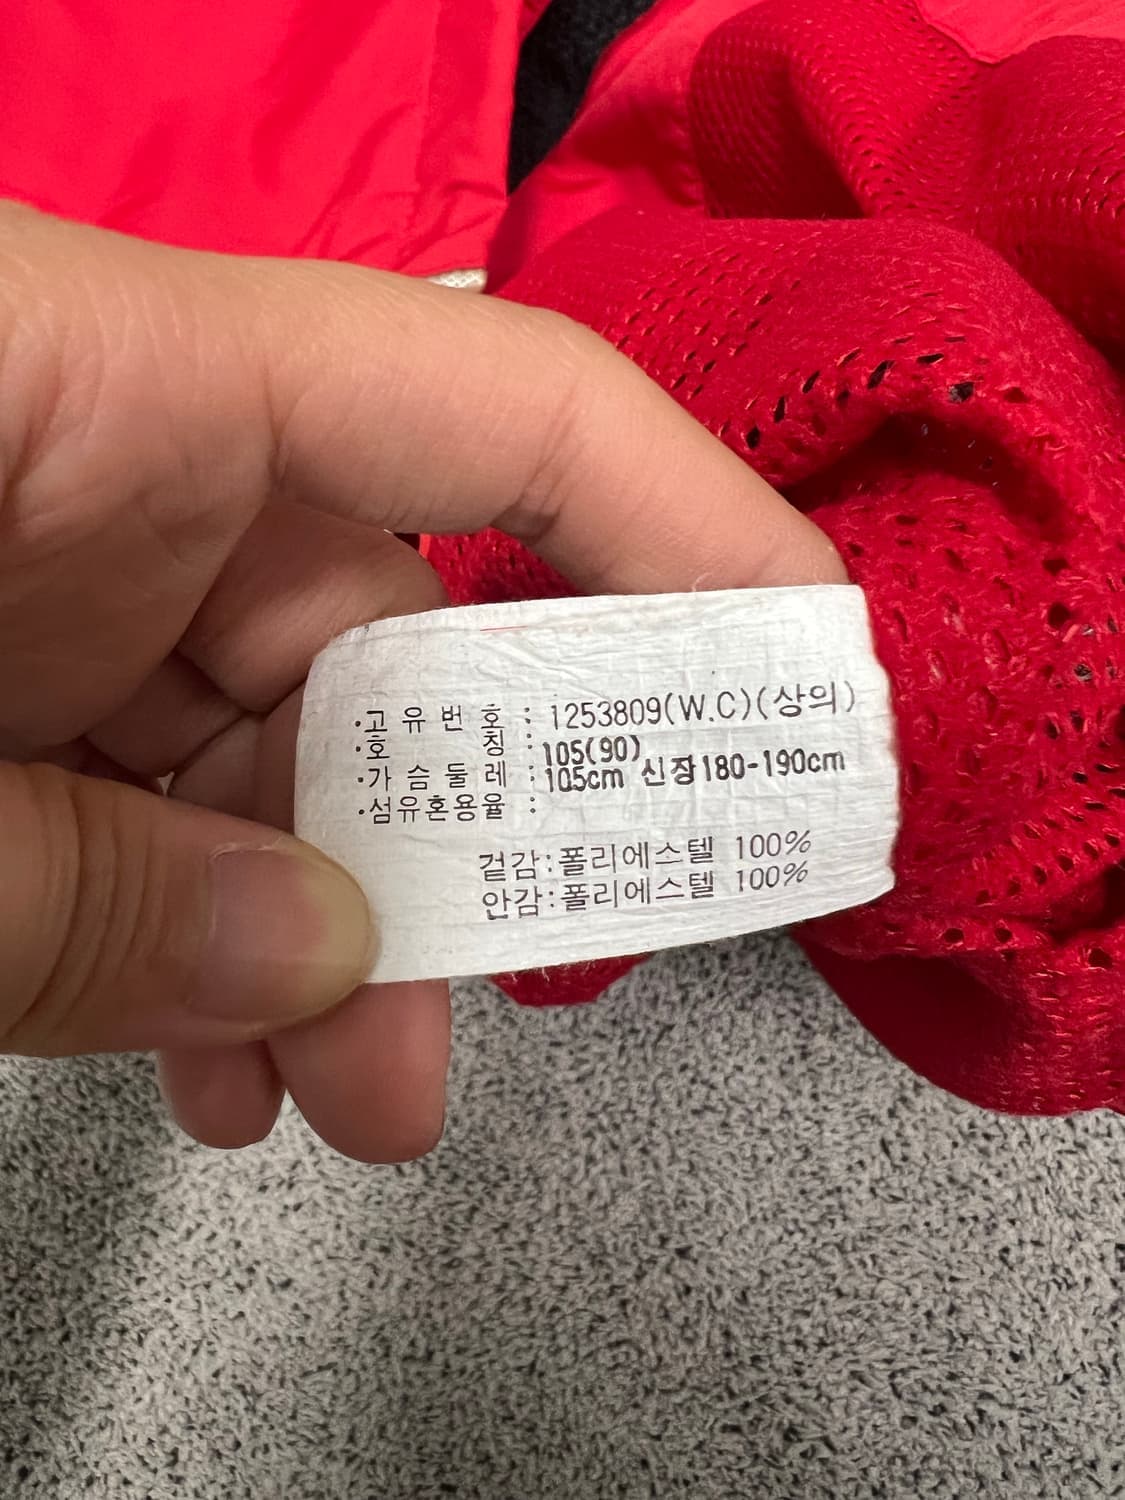 ·고유번호 : 1253809(W.C)(상의)
·호칭 : 105(90)
·가슴둘레 : 105cm 신장180-190cm
·섬유혼용율 :
겉감:폴리에스텔 100%
안감:폴리에스텔 100%